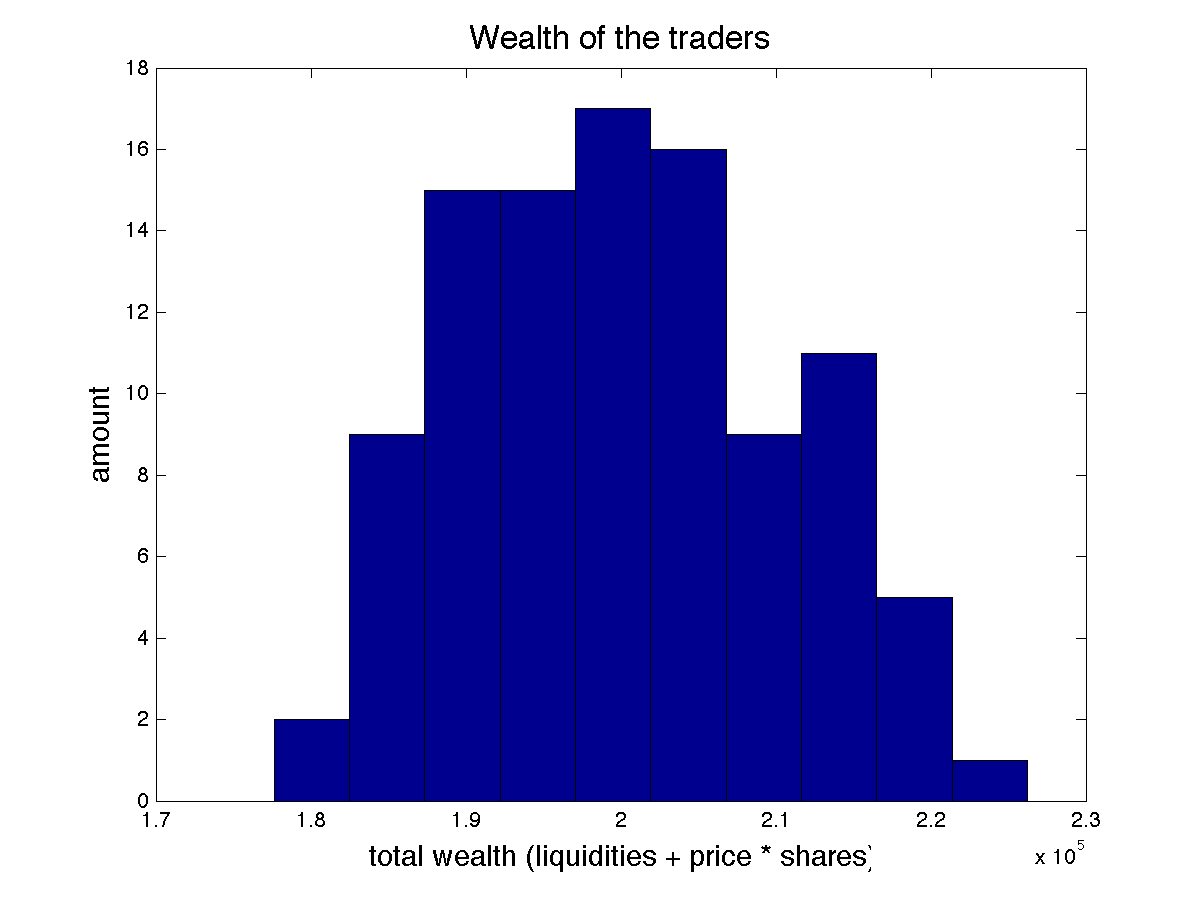 Wealth of the traders
18
16
14
12
10
8
6
4
2
0
amount
1.7 1.8 1.9 2 2.1 2.2 2.3
x 10^5
total wealth (liquidities + price * shares)